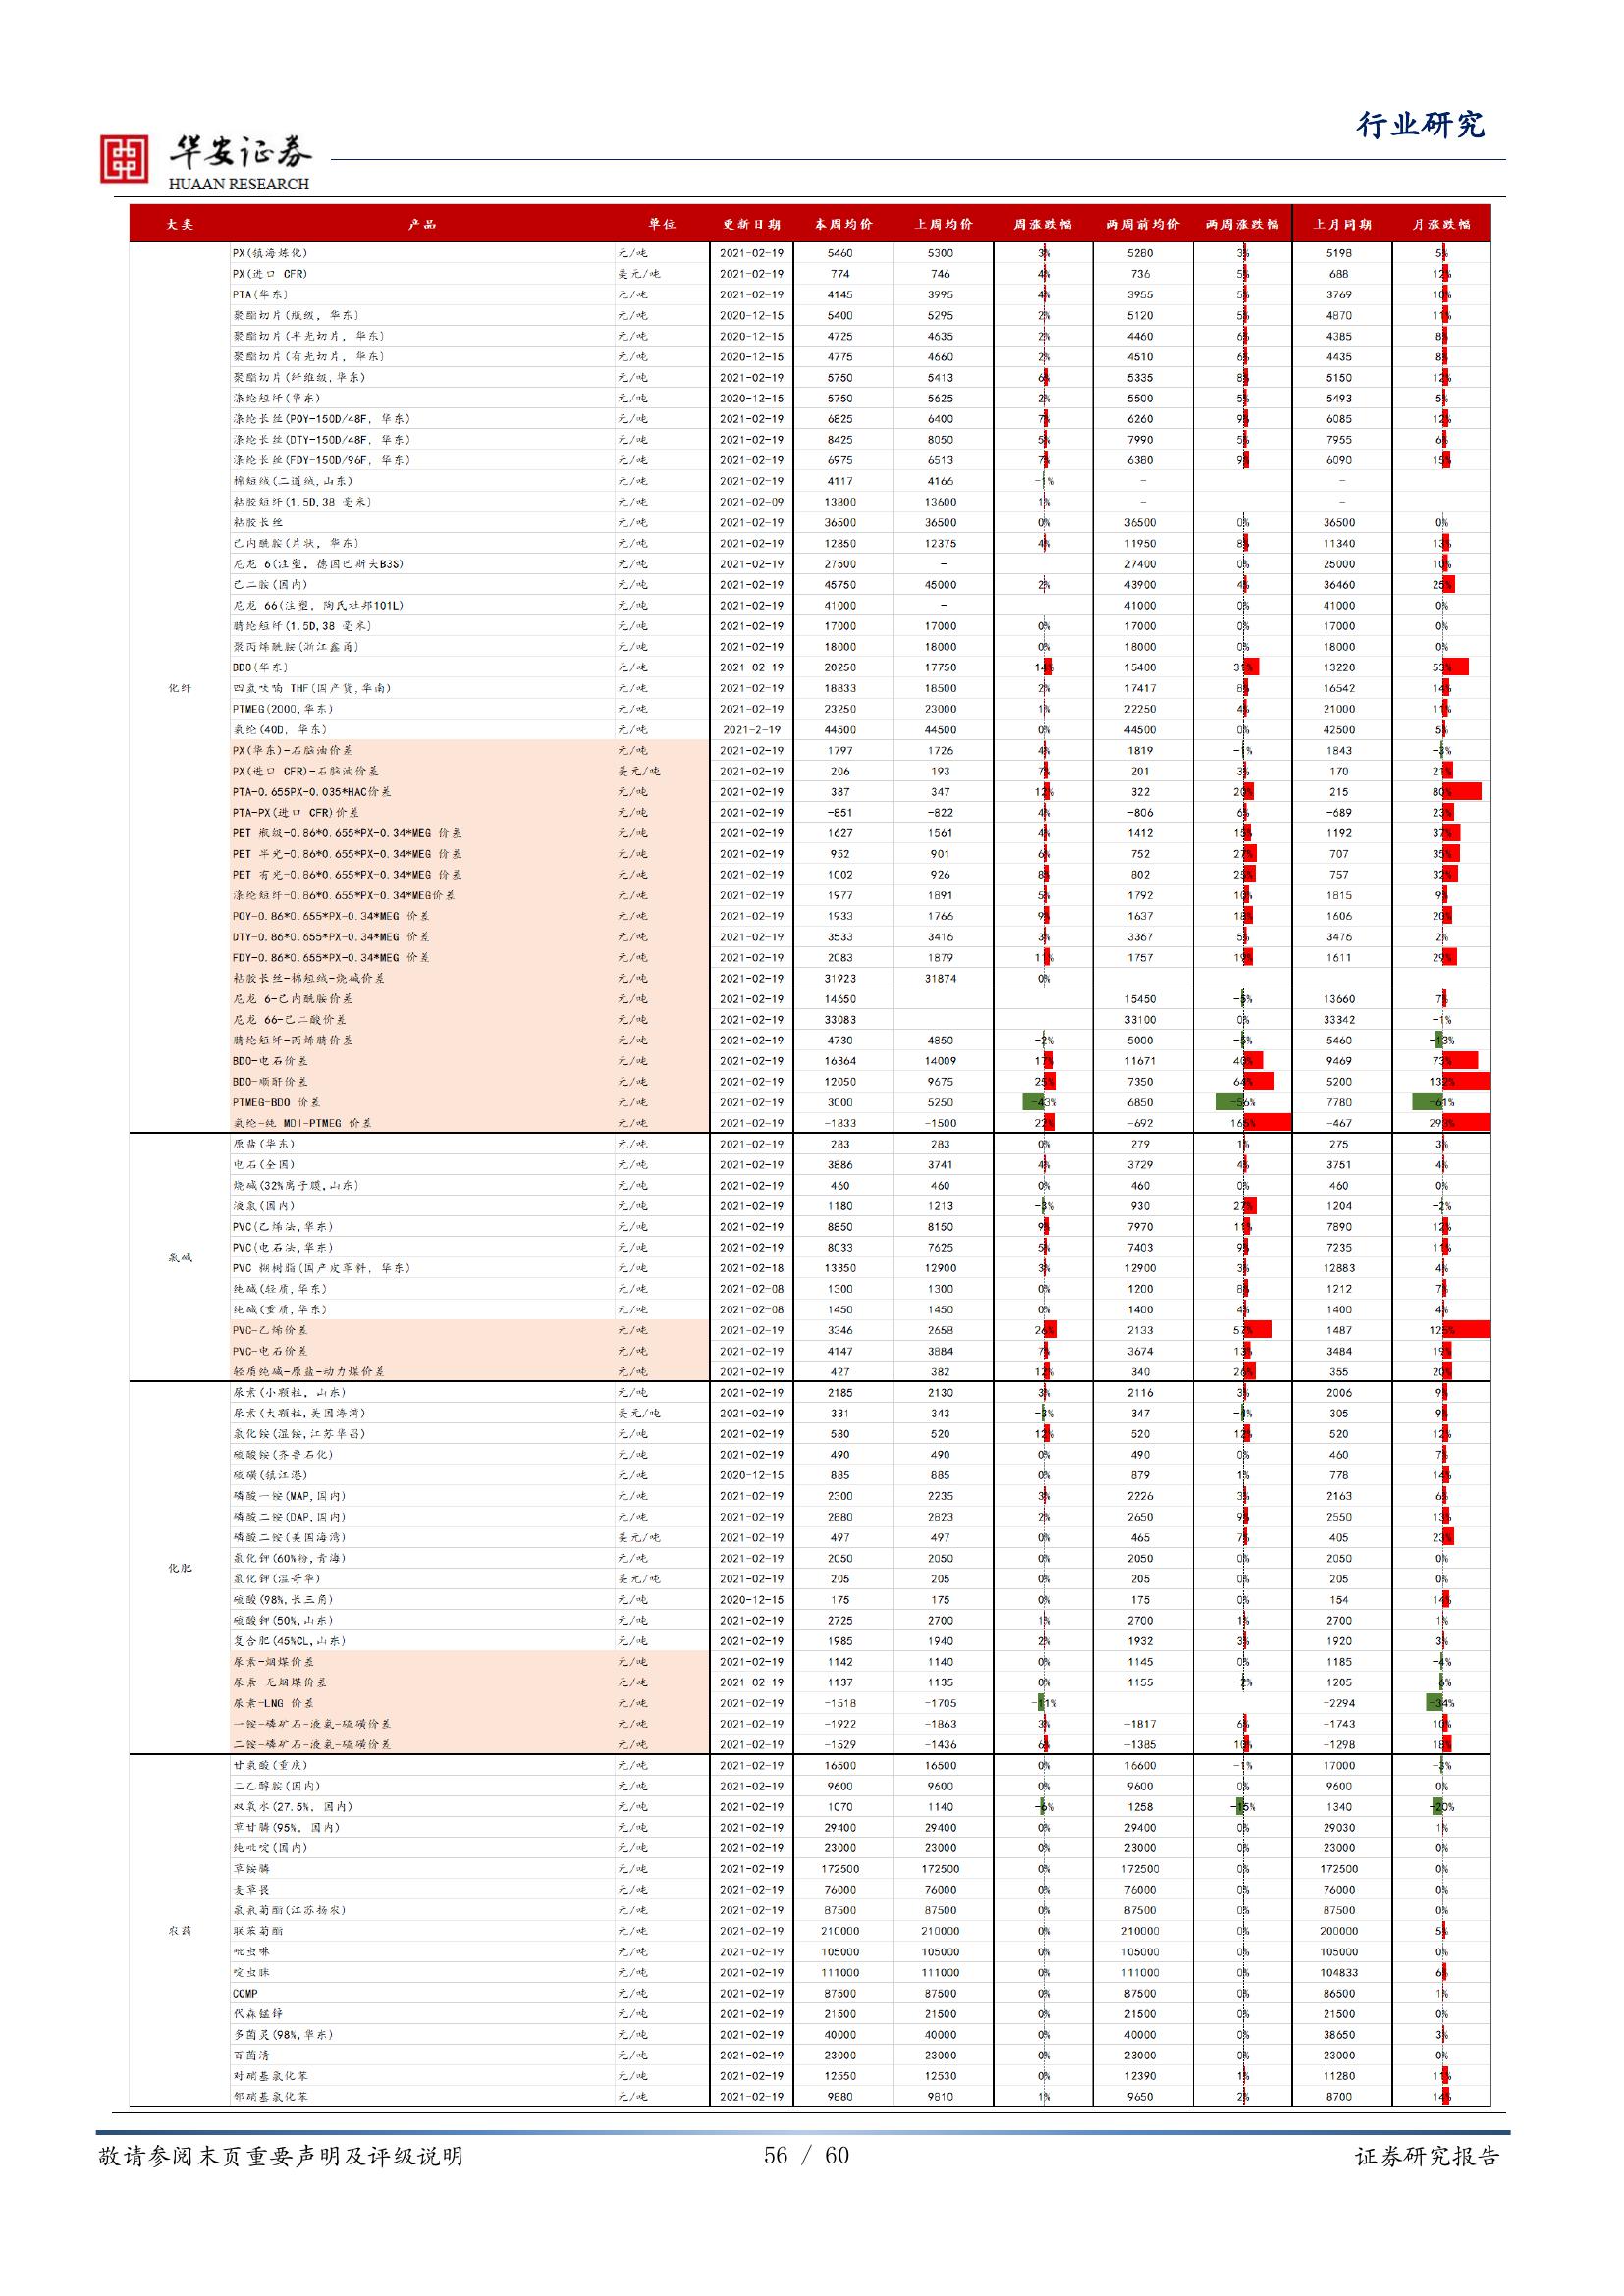 行业研究
华安证券
HUAAN RESEARCH
大类 产品 单位 更新日期 本周均价 上周均价 周涨跌幅 两周前均价 两周涨跌幅 上月同期 月涨跌幅
化纤
PX(镇海炼化) 元/吨 2021-02-19 5460 5300 3% 5280 3% 5198 5%
PX(进口 CFR) 美元/吨 2021-02-19 774 746 4% 736 5% 688 12%
PTA(华东) 元/吨 2021-02-19 4145 3995 4% 3955 5% 3769 10%
聚酯切片(瓶级, 华东) 元/吨 2020-12-15 5400 5295 2% 5120 5% 4870 11%
聚酯切片(半光切片, 华东) 元/吨 2020-12-15 4725 4635 2% 4460 6% 4385 8%
聚酯切片(有光切片, 华东) 元/吨 2020-12-15 4775 4660 2% 4510 6% 4435 8%
聚酯切片(纤维级,华东) 元/吨 2021-02-19 5750 5413 6% 5335 8% 5150 12%
涤纶短纤(华东) 元/吨 2020-12-15 5750 5625 2% 5500 5% 5493 5%
涤纶长丝(POY-150D/48F, 华东) 元/吨 2021-02-19 6825 6400 7% 6260 9% 6085 12%
涤纶长丝(DTY-150D/48F, 华东) 元/吨 2021-02-19 8425 8050 5% 7990 5% 7955 6%
涤纶长丝(FDY-150D/96F, 华东) 元/吨 2021-02-19 6975 6513 7% 6380 9% 6090 15%
棉短绒(二道绒,山东) 元/吨 2021-02-19 4117 4166 -1% - -
粘胶短纤(1.5D,38 毫米) 元/吨 2021-02-09 13800 13600 1% - -
粘胶长丝 元/吨 2021-02-19 36500 36500 0% 36500 0% 36500 0%
己内酰胺(片状, 华东) 元/吨 2021-02-19 12850 12375 4% 11950 8% 11340 13%
尼龙 6(注塑, 德国巴斯夫B3S) 元/吨 2021-02-19 27500 - 27400 0% 25000 10%
己二胺(国内) 元/吨 2021-02-19 45750 45000 2% 43900 4% 36460 25%
尼龙 66(注塑, 陶氏杜邦101L) 元/吨 2021-02-19 41000 - 41000 0% 41000 0%
腈纶短纤(1.5D,38 毫米) 元/吨 2021-02-19 17000 17000 0% 17000 0% 17000 0%
聚丙烯酰胺(浙江鑫甬) 元/吨 2021-02-19 18000 18000 0% 18000 0% 18000 0%
BDO(华东) 元/吨 2021-02-19 20250 17750 14% 15400 31% 13220 53%
四氢呋喃 THF(国产货,华南) 元/吨 2021-02-19 18833 18500 2% 17417 8% 16542 14%
PTMEG(2000,华东) 元/吨 2021-02-19 23250 23000 1% 22250 4% 21000 11%
氨纶(40D, 华东) 元/吨 2021-2-19 44500 44500 0% 44500 0% 42500 5%
PX(华东)-石脑油价差 元/吨 2021-02-19 1797 1726 4% 1819 -1% 1843 -3%
PX(进口 CFR)-石脑油价差 美元/吨 2021-02-19 206 193 7% 201 3% 170 21%
PTA-0.655PX-0.035*HAC价差 元/吨 2021-02-19 387 347 12% 322 20% 215 80%
PTA-PX(进口 CFR)价差 元/吨 2021-02-19 -851 -822 4% -806 6% -689 23%
PET 瓶级-0.86*0.655*PX-0.34*MEG 价差 元/吨 2021-02-19 1627 1561 4% 1412 15% 1192 37%
PET 半光-0.86*0.655*PX-0.34*MEG 价差 元/吨 2021-02-19 952 901 6% 752 27% 707 35%
PET 有光-0.86*0.655*PX-0.34*MEG 价差 元/吨 2021-02-19 1002 926 8% 802 25% 757 32%
涤纶短纤-0.86*0.655*PX-0.34*MEG价差 元/吨 2021-02-19 1977 1891 5% 1792 10% 1815 9%
POY-0.86*0.655*PX-0.34*MEG 价差 元/吨 2021-02-19 1933 1766 9% 1637 18% 1606 20%
DTY-0.86*0.655*PX-0.34*MEG 价差 元/吨 2021-02-19 3533 3416 3% 3367 5% 3476 2%
FDY-0.86*0.655*PX-0.34*MEG 价差 元/吨 2021-02-19 2083 1879 11% 1757 19% 1611 29%
粘胶长丝-棉短绒-烧碱价差 元/吨 2021-02-19 31923 31874 0%
尼龙 6-己内酰胺价差 元/吨 2021-02-19 14650 15450 -5% 13660 7%
尼龙 66-己二酸价差 元/吨 2021-02-19 33083 33100 0% 33342 -1%
腈纶短纤-丙烯腈价差 元/吨 2021-02-19 4730 4850 -2% 5000 -5% 5460 -13%
BDO-电石价差 元/吨 2021-02-19 16364 14009 17% 11671 40% 9469 73%
BDO-顺酐价差 元/吨 2021-02-19 12050 9675 25% 7350 64% 5200 132%
PTMEG-BDO 价差 元/吨 2021-02-19 3000 5250 -43% 6850 -56% 7780 -61%
氨纶-纯 MDI-PTMEG 价差 元/吨 2021-02-19 -1833 -1500 22% -692 165% -467 293%
氯碱
原盐(华东) 元/吨 2021-02-19 283 283 0% 279 1% 275 3%
电石(全国) 元/吨 2021-02-19 3886 3741 4% 3729 4% 3751 4%
烧碱(32%离子膜,山东) 元/吨 2021-02-19 460 460 0% 460 0% 460 0%
液氯(国内) 元/吨 2021-02-19 1180 1213 -3% 930 27% 1204 -2%
PVC(乙烯法,华东) 元/吨 2021-02-19 8850 8150 9% 7970 11% 7890 12%
PVC(电石法,华东) 元/吨 2021-02-19 8033 7625 5% 7403 9% 7235 11%
PVC 糊树脂(国产皮革料, 华东) 元/吨 2021-02-18 13350 12900 3% 12900 3% 12883 4%
纯碱(轻质,华东) 元/吨 2021-02-08 1300 1300 0% 1200 8% 1212 7%
纯碱(重质,华东) 元/吨 2021-02-08 1450 1450 0% 1400 4% 1400 4%
PVC-乙烯价差 元/吨 2021-02-19 3346 2658 26% 2133 57% 1487 125%
PVC-电石价差 元/吨 2021-02-19 4147 3884 7% 3674 13% 3484 19%
轻质纯碱-原盐-动力煤价差 元/吨 2021-02-19 427 382 12% 340 26% 355 20%
化肥
尿素(小颗粒, 山东) 元/吨 2021-02-19 2185 2130 3% 2116 3% 2006 9%
尿素(大颗粒,美国海湾) 美元/吨 2021-02-19 331 343 -3% 347 -4% 305 9%
氯化铵(湿铵,江苏华昌) 元/吨 2021-02-19 580 520 12% 520 12% 520 12%
硫酸铵(齐鲁石化) 元/吨 2021-02-19 490 490 0% 490 0% 460 7%
硫磺(镇江港) 元/吨 2020-12-15 885 885 0% 879 1% 778 14%
磷酸一铵(MAP,国内) 元/吨 2021-02-19 2300 2235 3% 2226 3% 2163 6%
磷酸二铵(DAP,国内) 元/吨 2021-02-19 2880 2823 2% 2650 9% 2550 13%
磷酸二铵(美国海湾) 美元/吨 2021-02-19 497 497 0% 465 7% 405 23%
氯化钾(60%粉,青海) 元/吨 2021-02-19 2050 2050 0% 2050 0% 2050 0%
氯化钾(温哥华) 美元/吨 2021-02-19 205 205 0% 205 0% 205 0%
硫酸(98%,长三角) 元/吨 2020-12-15 175 175 0% 175 0% 154 14%
硫酸钾(50%,山东) 元/吨 2021-02-19 2725 2700 1% 2700 1% 2700 1%
复合肥(45%CL,山东) 元/吨 2021-02-19 1985 1940 2% 1932 3% 1920 3%
尿素-烟煤价差 元/吨 2021-02-19 1142 1140 0% 1145 0% 1185 -4%
尿素-无烟煤价差 元/吨 2021-02-19 1137 1135 0% 1155 -2% 1205 -6%
尿素-LNG 价差 元/吨 2021-02-19 -1518 -1705 -11% -2294 -34%
一铵-磷矿石-液氨-硫磺价差 元/吨 2021-02-19 -1922 -1863 3% -1817 6% -1743 10%
二铵-磷矿石-液氨-硫磺价差 元/吨 2021-02-19 -1529 -1436 6% -1385 10% -1298 18%
农药
甘氨酸(重庆) 元/吨 2021-02-19 16500 16500 0% 16600 -1% 17000 -3%
二乙醇胺(国内) 元/吨 2021-02-19 9600 9600 0% 9600 0% 9600 0%
双氧水(27.5%, 国内) 元/吨 2021-02-19 1070 1140 -6% 1258 -15% 1340 -20%
草甘膦(95%, 国内) 元/吨 2021-02-19 29400 29400 0% 29400 0% 29030 1%
纯吡啶(国内) 元/吨 2021-02-19 23000 23000 0% 23000 0% 23000 0%
草铵膦 元/吨 2021-02-19 172500 172500 0% 172500 0% 172500 0%
麦草畏 元/吨 2021-02-19 76000 76000 0% 76000 0% 76000 0%
氯氰菊酯(江苏扬农) 元/吨 2021-02-19 87500 87500 0% 87500 0% 87500 0%
联苯菊酯 元/吨 2021-02-19 210000 210000 0% 210000 0% 200000 5%
吡虫啉 元/吨 2021-02-19 105000 105000 0% 105000 0% 105000 0%
啶虫脒 元/吨 2021-02-19 111000 111000 0% 111000 0% 104833 6%
CCMP 元/吨 2021-02-19 87500 87500 0% 87500 0% 86500 1%
代森锰锌 元/吨 2021-02-19 21500 21500 0% 21500 0% 21500 0%
多菌灵(98%,华东) 元/吨 2021-02-19 40000 40000 0% 40000 0% 38650 3%
百菌清 元/吨 2021-02-19 23000 23000 0% 23000 0% 23000 0%
对硝基氯化苯 元/吨 2021-02-19 12550 12530 0% 12390 1% 11280 11%
邻硝基氯化苯 元/吨 2021-02-19 9880 9810 1% 9650 2% 8700 14%
敬请参阅末页重要声明及评级说明 56 / 60 证券研究报告